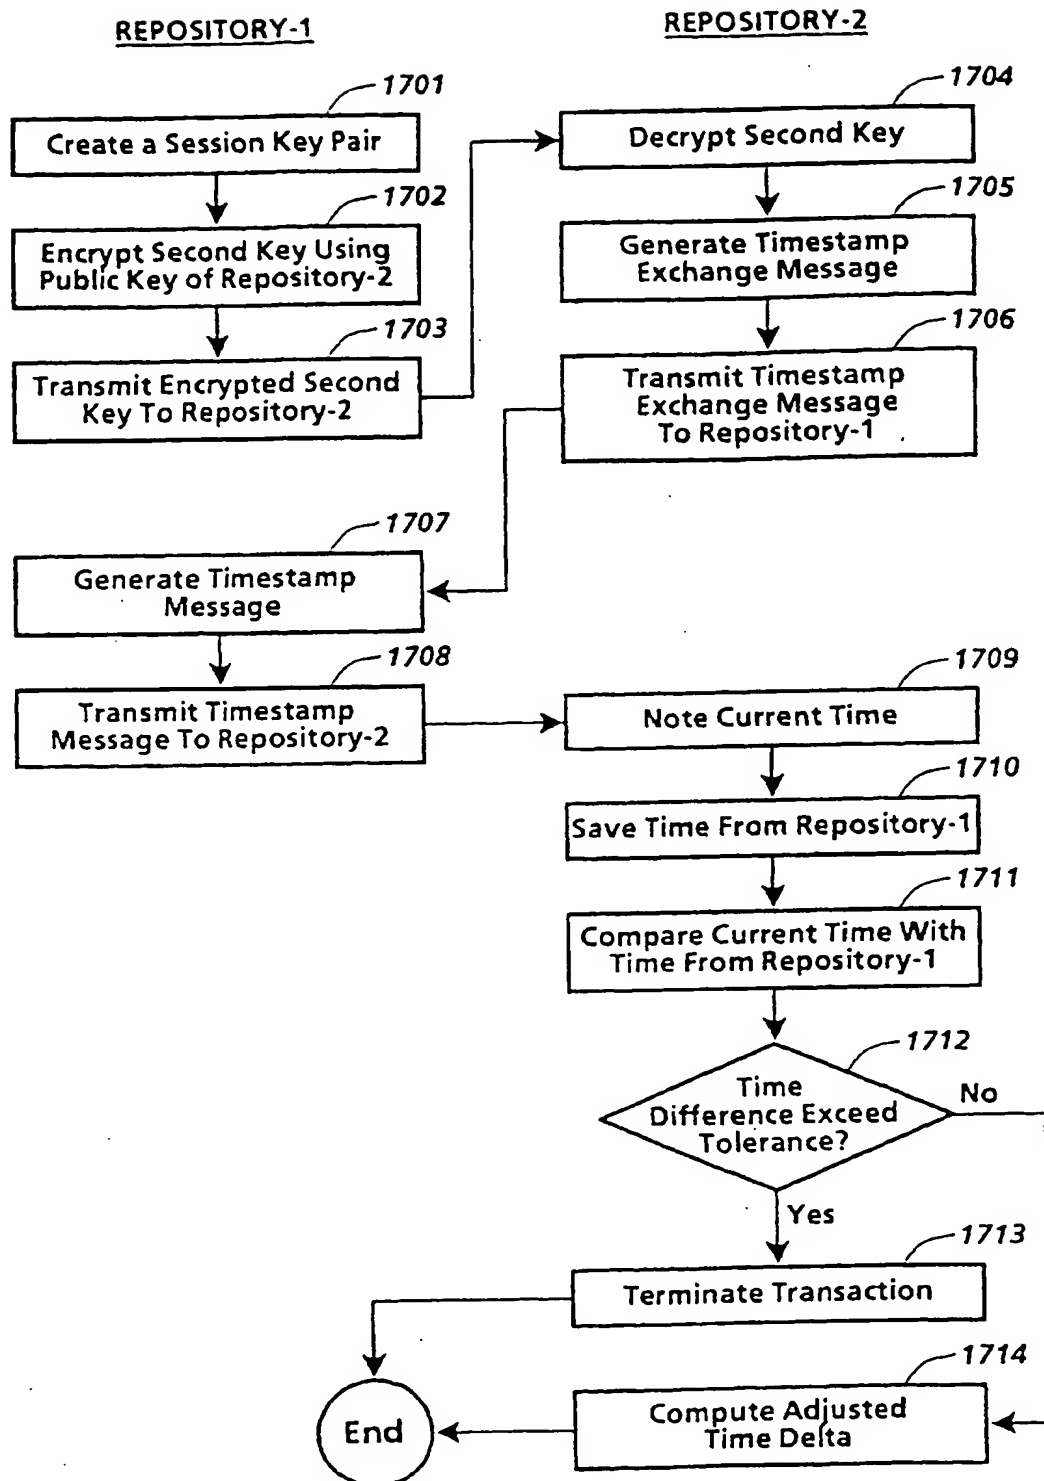 REPOSITORY-1
REPOSITORY-2
1701
Create a Session Key Pair
1702
Encrypt Second Key Using
Public Key of Repository-2
1703
Transmit Encrypted Second
Key To Repository-2
1704
Decrypt Second Key
1705
Generate Timestamp
Exchange Message
1706
Transmit Timestamp
Exchange Message
To Repository-1
1707
Generate Timestamp
Message
1708
Transmit Timestamp
Message To Repository-2
1709
Note Current Time
1710
Save Time From Repository-1
1711
Compare Current Time With
Time From Repository-1
1712
Time
Difference Exceed
Tolerance?
No
Yes
1713
Terminate Transaction
1714
Compute Adjusted
Time Delta
End